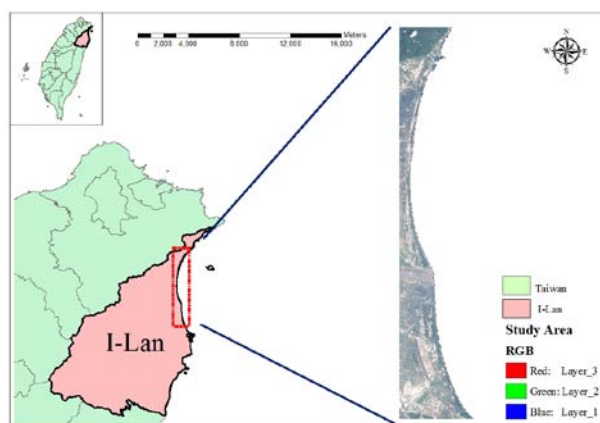 Meters
0 2,000 4,000 8,000 12,000 16,000
N
W E
S
I-Lan
Taiwan
I-Lan
Study Area
RGB
Red: Layer_3
Green: Layer_2
Blue: Layer_1